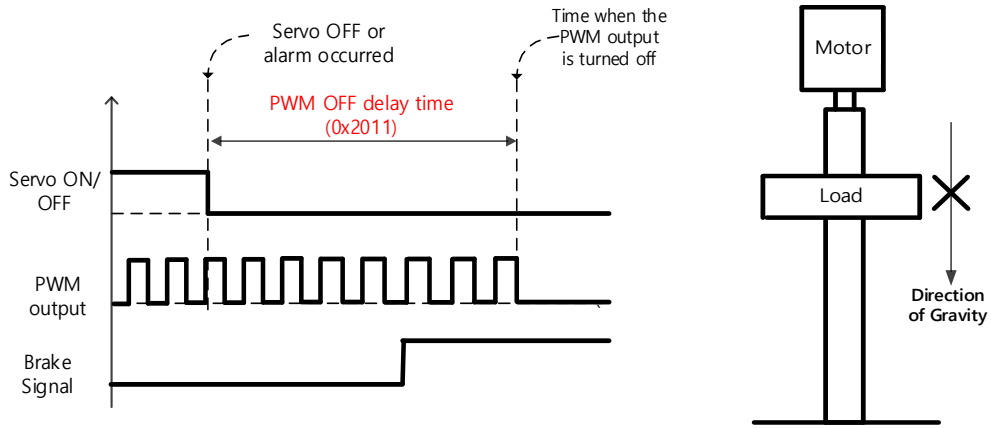 Servo OFF or
alarm occurred
Time when the
PWM output
is turned off
PWM OFF delay time
(0x2011)
Servo ON/
OFF
PWM
output
Brake
Signal
Motor
Load
Direction
of Gravity